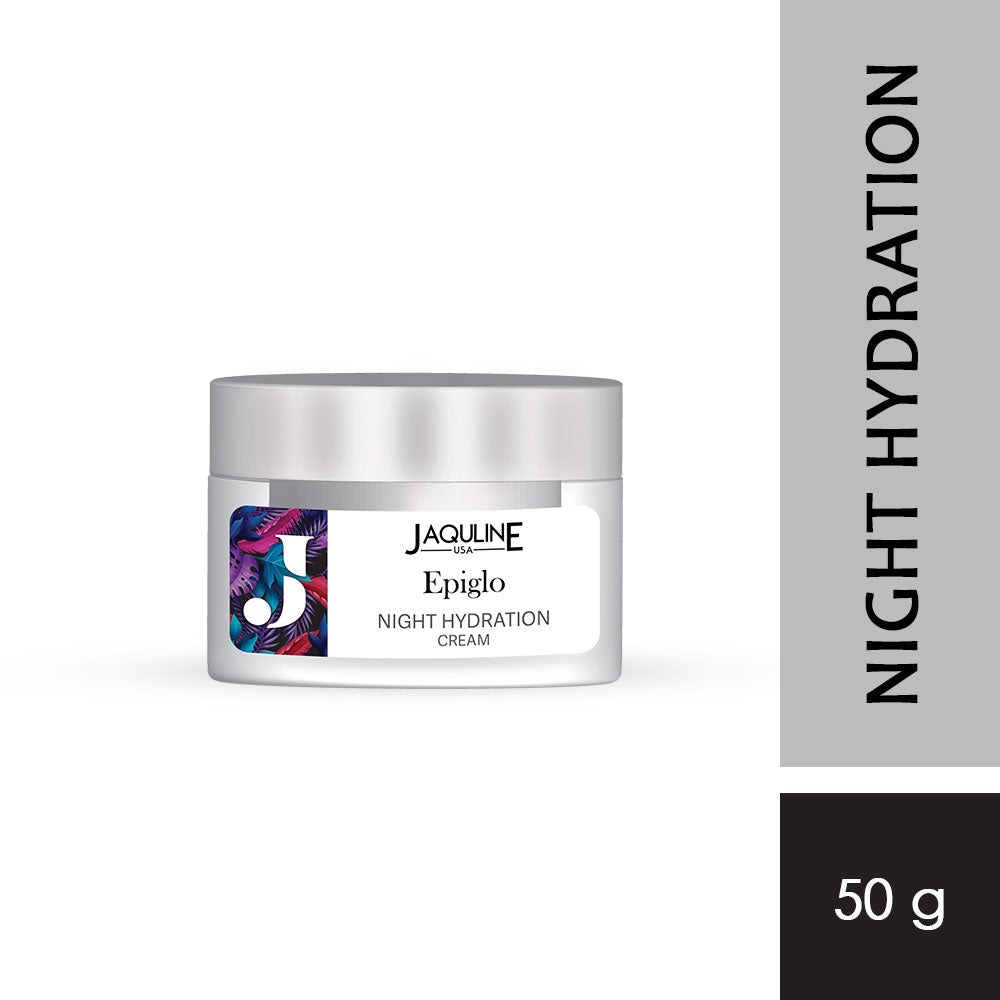 J
JAQULINE
USA
Epiglo
NIGHT HYDRATION
CREAM
NIGHT HYDRATION
50 g